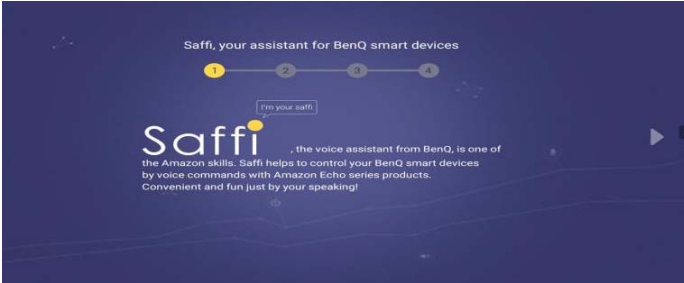 Saffi, your assistant for BenQ smart devices
1 2 3 4
I'm your saffi
Saffi , the voice assistant from BenQ, is one of
the Amazon skills. Saffi helps to control your BenQ smart devices
by voice commands with Amazon Echo series products.
Convenient and fun just by your speaking!